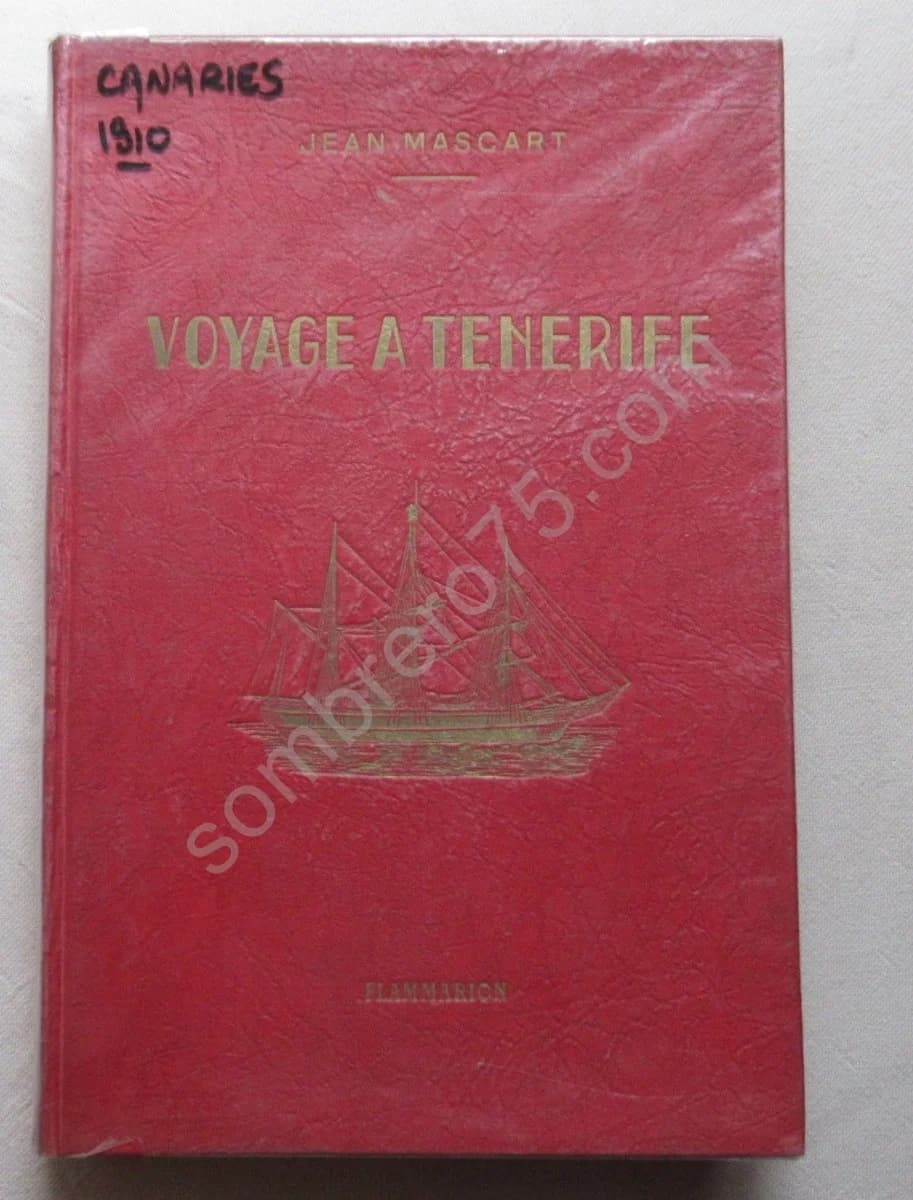 CANARIES
1910
JEAN MASCART
VOYAGE A TENERIFE
sombrero75.com
FLAMMARION